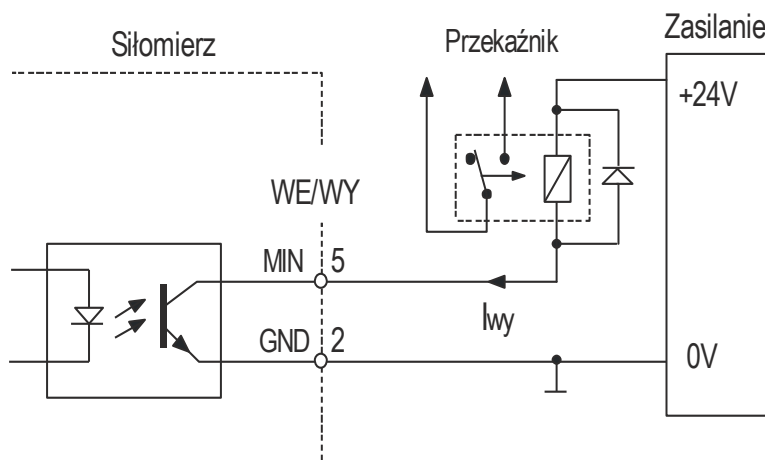 Siłomierz
Przekaźnik
Zasilanie
+24V
WE/WY
MIN 5
Iwy
GND 2
0V